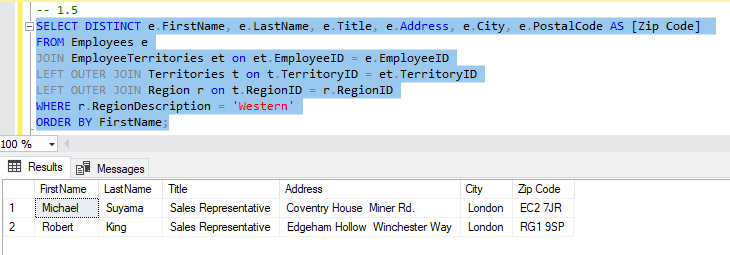 -- 1.5
SELECT DISTINCT e.FirstName, e.LastName, e.Title, e.Address, e.City, e.PostalCode AS [Zip Code]
FROM Employees e
JOIN EmployeeTerritories et on et.EmployeeID = e.EmployeeID
LEFT OUTER JOIN Territories t on t.TerritoryID = et.TerritoryID
LEFT OUTER JOIN Region r on t.RegionID = r.RegionID
WHERE r.RegionDescription = 'Western'
ORDER BY FirstName;
100 %
Results Messages
FirstName LastName Title Address City Zip Code
1 Michael Suyama Sales Representative Coventry House Miner Rd. London EC2 7JR
2 Robert King Sales Representative Edgeham Hollow Winchester Way London RG1 9SP